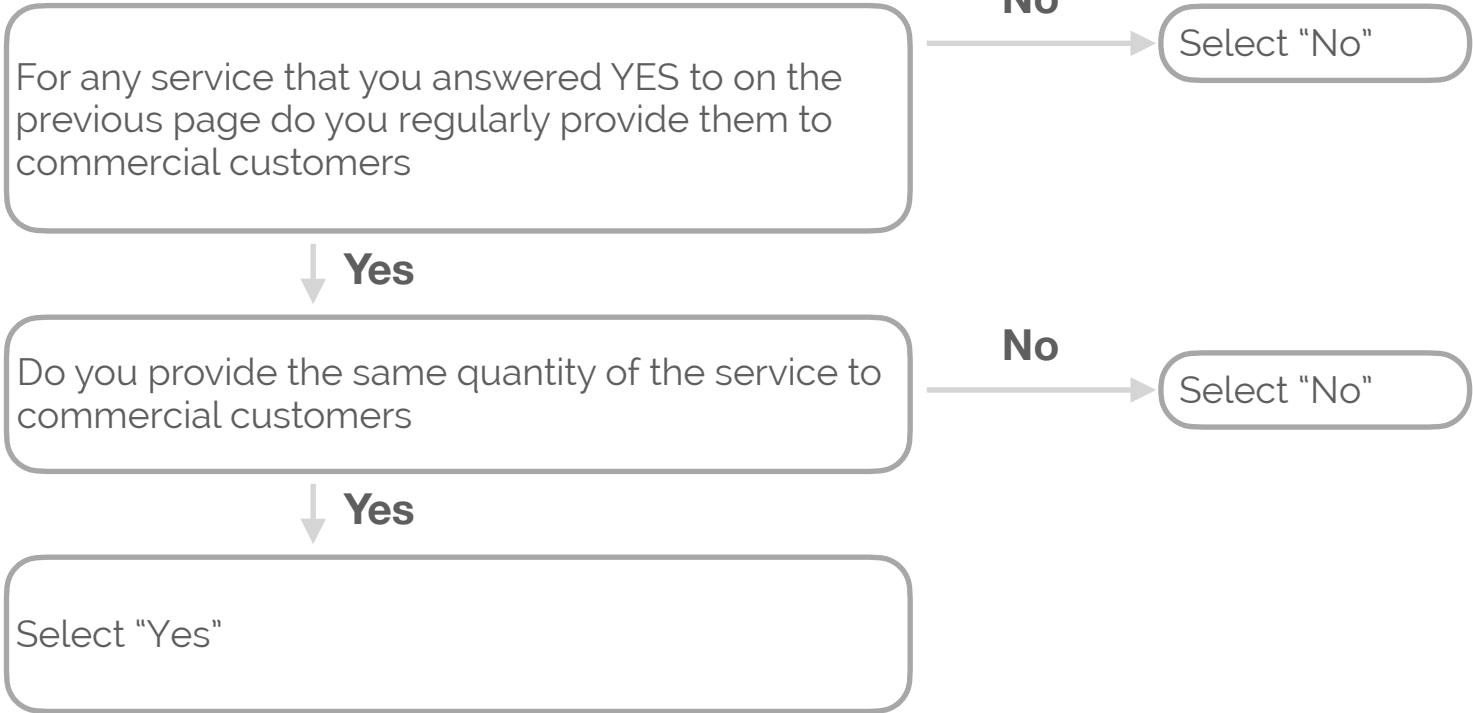 No
Select “No”
For any service that you answered YES to on the
previous page do you regularly provide them to
commercial customers
Yes
No
Do you provide the same quantity of the service to
commercial customers
Select “No”
Yes
Select “Yes”